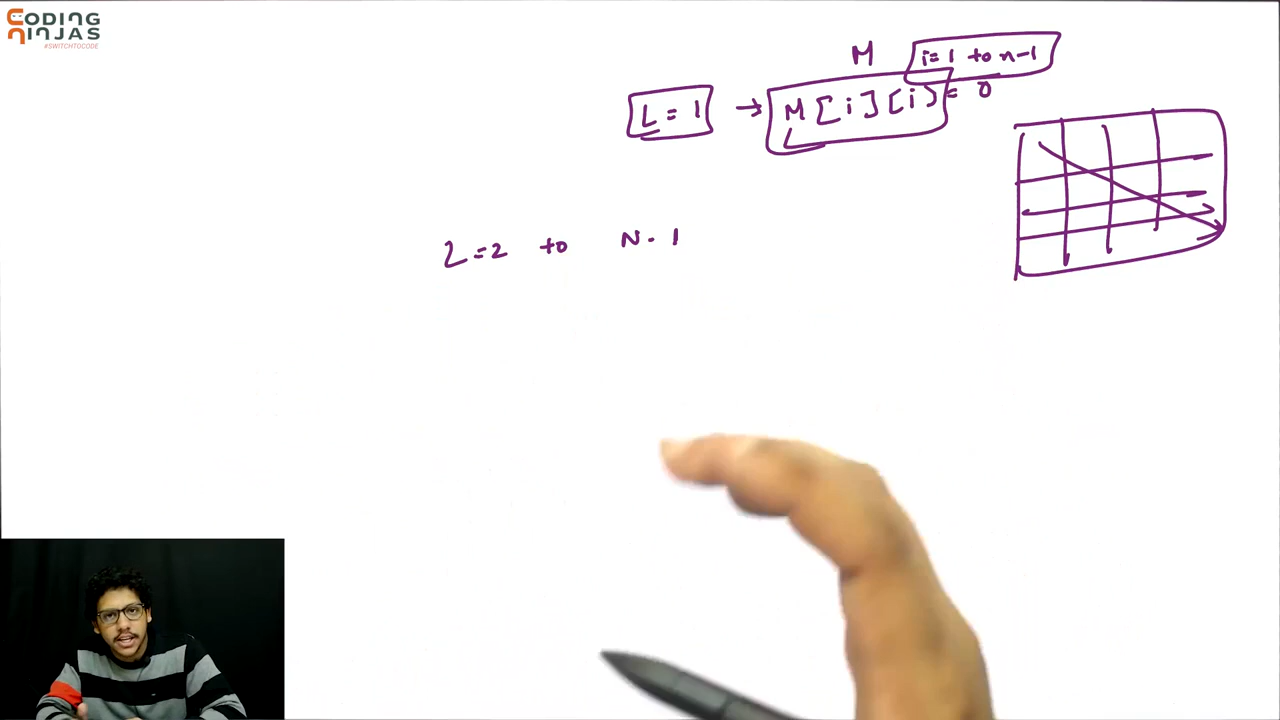 CODING
NINJAS
#SWITCHTOCODE
M i=1 to n-1
L = 1 → M[i][i] = 0
L=2 to N-1